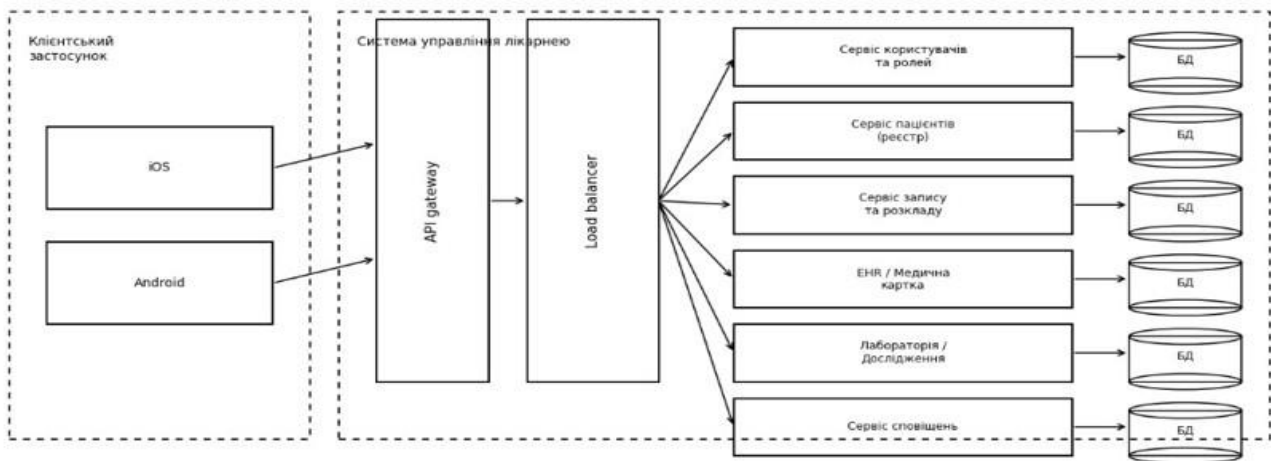 Клієнтський
застосунок
iOS
Android
Система управління лікарнею
API gateway
Load balancer
Сервіс користувачів
та ролей
БД
Сервіс пацієнтів
(реєстр)
БД
Сервіс запису
та розкладу
БД
EHR / Медична
картка
БД
Лабораторія /
Дослідження
БД
Сервіс сповіщень
БД